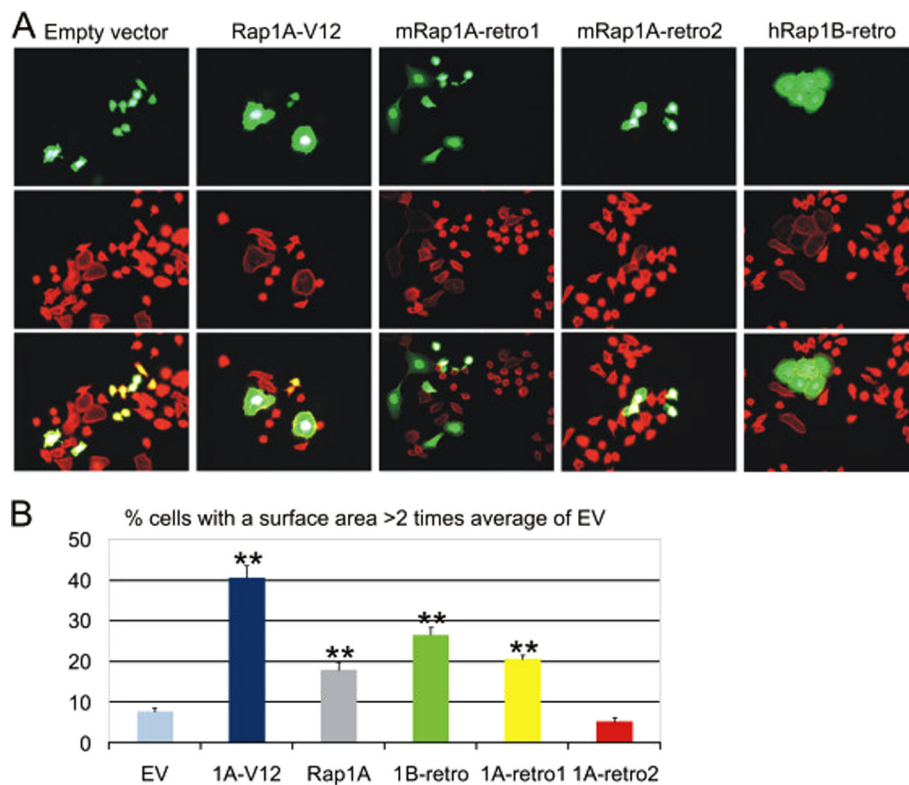 A
Empty vector
Rap1A-V12
mRap1A-retro1
mRap1A-retro2
hRap1B-retro
B
% cells with a surface area >2 times average of EV
50
40
30
20
10
0
**
**
**
**
EV
1A-V12
Rap1A
1B-retro
1A-retro1
1A-retro2